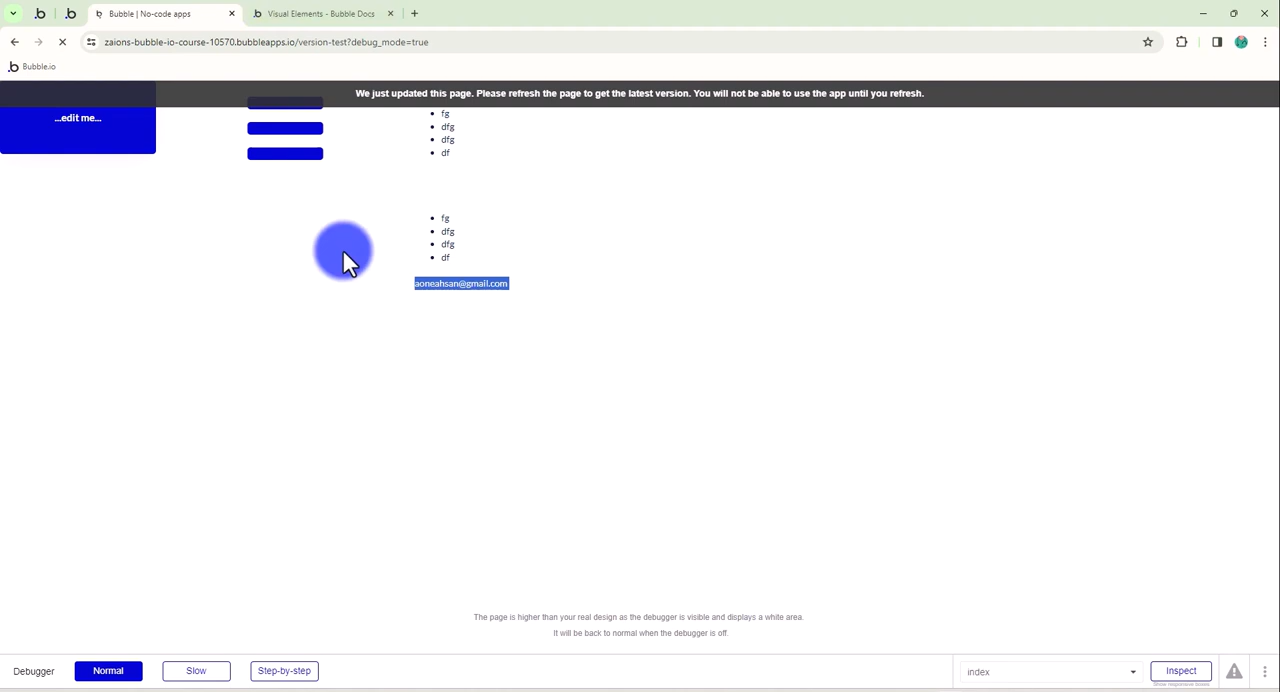 Bubble | No-code apps
Visual Elements - Bubble Docs
zaions-bubble-io-course-10570.bubbleapps.io/version-test?debug_mode=true
Bubble.io
We just updated this page. Please refresh the page to get the latest version. You will not be able to use the app until you refresh.
...edit me...
fg
dfg
dfg
df
fg
dfg
dfg
df
aoneahsan@gmail.com
The page is higher than your real design as the debugger is visible and displays a white area.
It will be back to normal when the debugger is off.
Debugger
Normal
Slow
Step-by-step
index
Inspect
Show responsive boxes